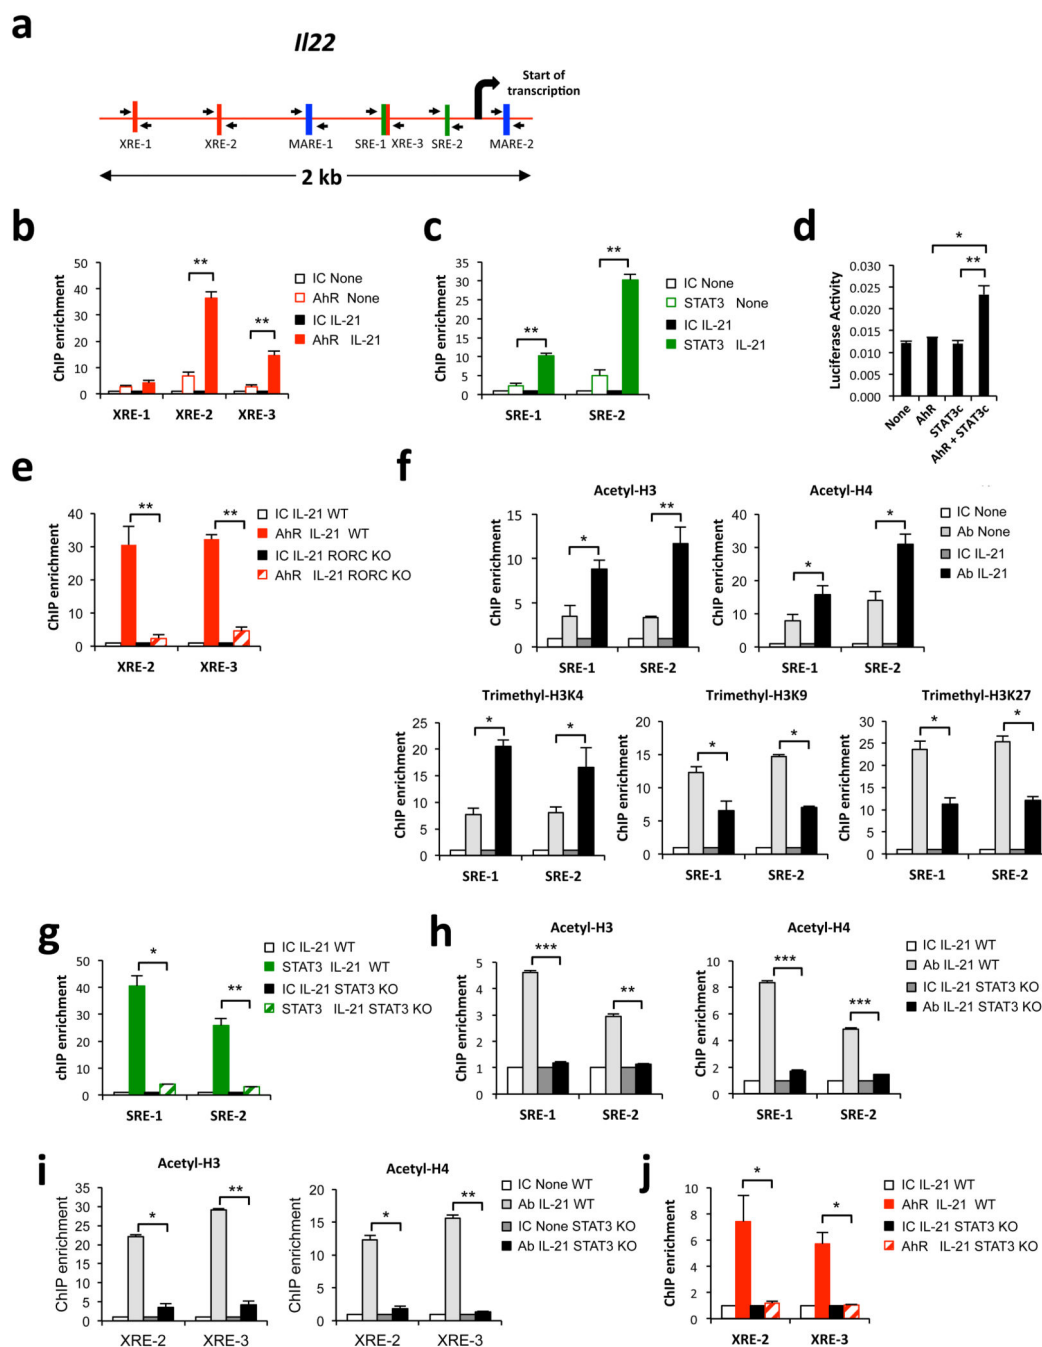 a
Il22
Start of
transcription
XRE-1 XRE-2 MARE-1 SRE-1 XRE-3 SRE-2 MARE-2
2 kb
b
ChIP enrichment
50
40
30
20
10
0
** **
XRE-1 XRE-2 XRE-3
IC None
AhR None
IC IL-21
AhR IL-21
c
ChIP enrichment
35
30
25
20
15
10
5
0
** **
SRE-1 SRE-2
IC None
STAT3 None
IC IL-21
STAT3 IL-21
d
Luciferase Activity
0.030
0.025
0.020
0.015
0.010
0.005
0.000
*
**
None AhR STAT3c AhR + STAT3c
e
ChIP enrichment
40
30
20
10
0
** **
XRE-2 XRE-3
IC IL-21 WT
AhR IL-21 WT
IC IL-21 RORC KO
AhR IL-21 RORC KO
f
Acetyl-H3
ChIP enrichment
15
10
5
0
* **
SRE-1 SRE-2
Acetyl-H4
ChIP enrichment
40
30
20
10
0
* *
SRE-1 SRE-2
IC None
Ab None
IC IL-21
Ab IL-21
Trimethyl-H3K4
ChIP enrichment
25
20
15
10
5
0
* *
SRE-1 SRE-2
Trimethyl-H3K9
ChIP enrichment
20
15
10
5
0
* *
SRE-1 SRE-2
Trimethyl-H3K27
ChIP enrichment
30
25
20
15
10
5
0
* *
SRE-1 SRE-2
g
chIP enrichment
50
40
30
20
10
0
* **
SRE-1 SRE-2
IC IL-21 WT
STAT3 IL-21 WT
IC IL-21 STAT3 KO
STAT3 IL-21 STAT3 KO
h
Acetyl-H3
ChIP enrichment
5
4
3
2
1
0
*** **
SRE-1 SRE-2
Acetyl-H4
ChIP enrichment
10
8
6
4
2
0
*** ***
SRE-1 SRE-2
IC IL-21 WT
Ab IL-21 WT
IC IL-21 STAT3 KO
Ab IL-21 STAT3 KO
i
Acetyl-H3
ChIP enrichment
35
30
25
20
15
10
5
0
* **
XRE-2 XRE-3
Acetyl-H4
ChIP enrichment
20
15
10
5
0
* **
XRE-2 XRE-3
IC None WT
Ab IL-21 WT
IC None STAT3 KO
Ab IL-21 STAT3 KO
j
ChIP enrichment
10
8
6
4
2
0
* *
XRE-2 XRE-3
IC IL-21 WT
AhR IL-21 WT
IC IL-21 STAT3 KO
AhR IL-21 STAT3 KO